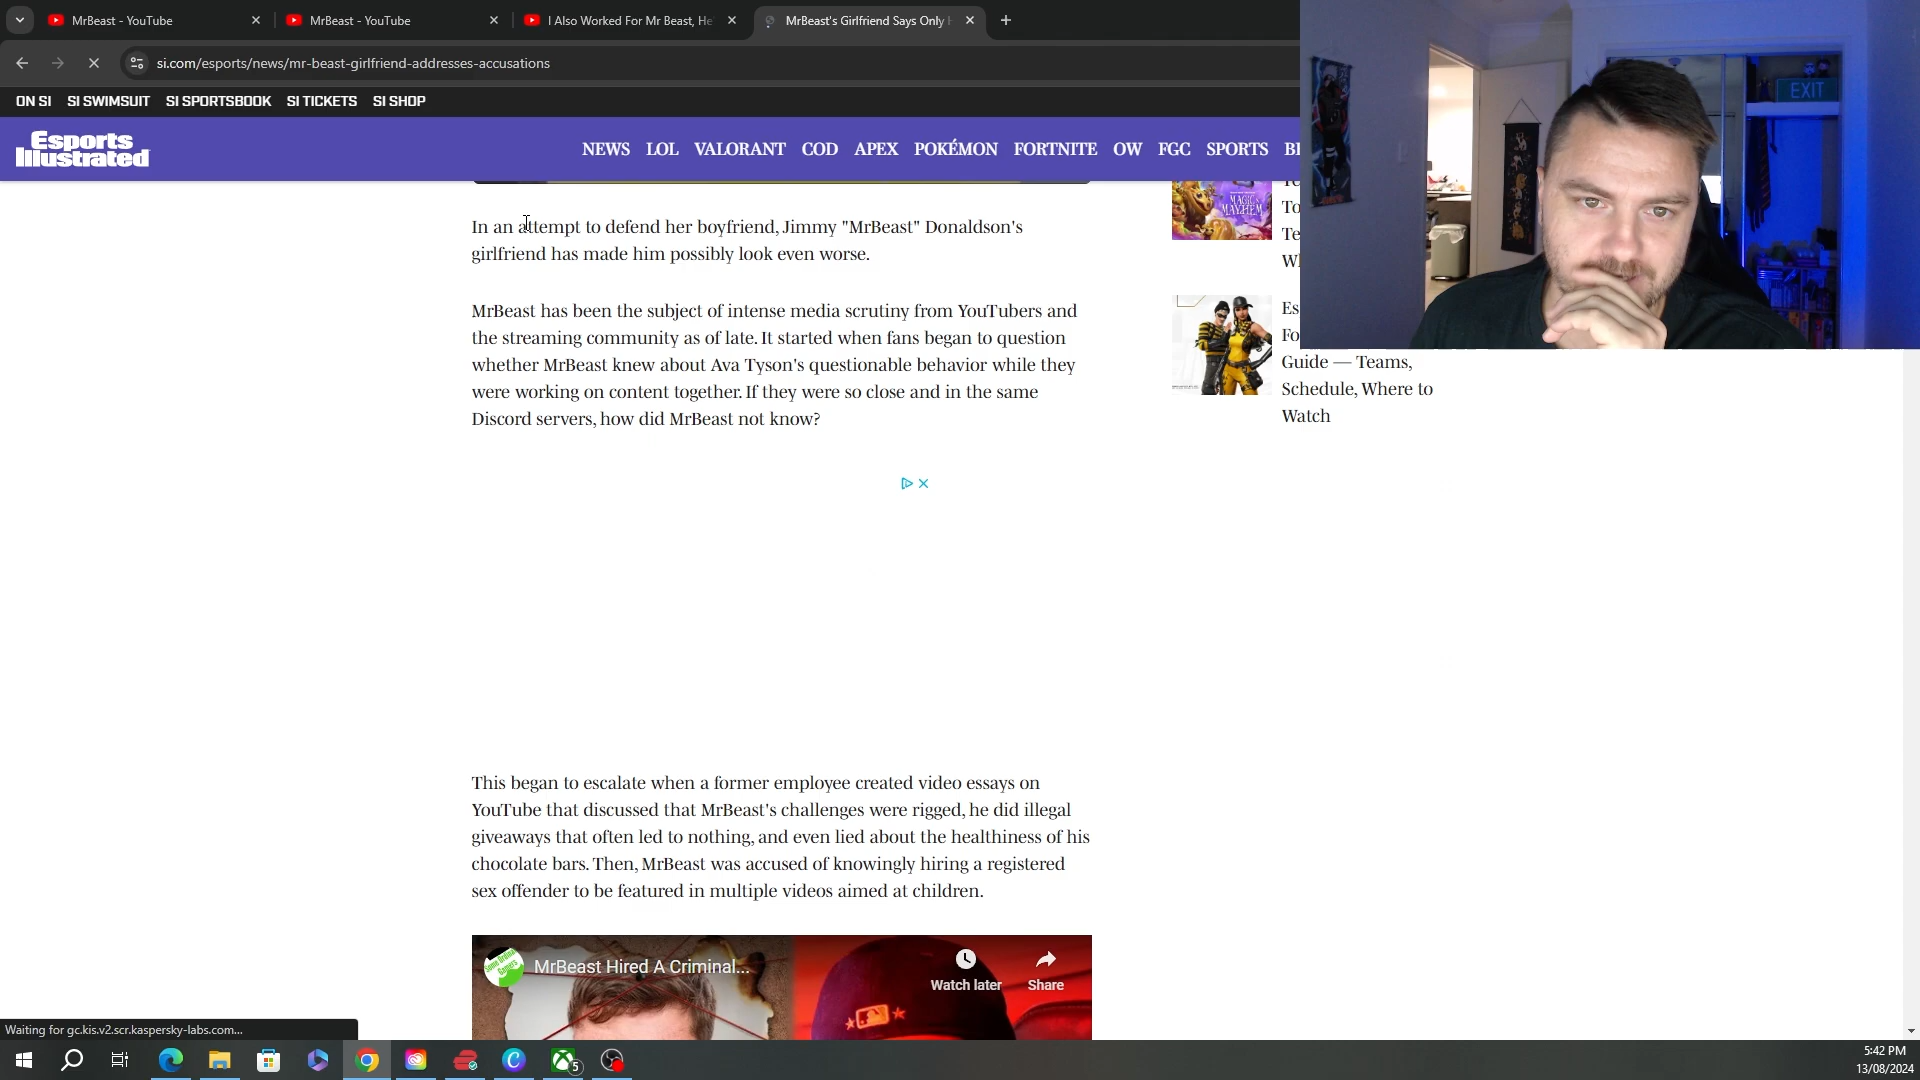 MrBeast - YouTube
MrBeast - YouTube
I Also Worked For Mr Beast, He
MrBeast's Girlfriend Says Only
si.com/esports/news/mr-beast-girlfriend-addresses-accusations
ON SI SI SWIMSUIT SI SPORTSBOOK SI TICKETS SI SHOP
Esports
Illustrated
NEWS LOL VALORANT COD APEX POKÉMON FORTNITE OW FGC SPORTS
EXIT
MAGIC
MAYHEM
In an attempt to defend her boyfriend, Jimmy "MrBeast" Donaldson's
girlfriend has made him possibly look even worse.
MrBeast has been the subject of intense media scrutiny from YouTubers and
the streaming community as of late. It started when fans began to question
whether MrBeast knew about Ava Tyson's questionable behavior while they
were working on content together. If they were so close and in the same
Discord servers, how did MrBeast not know?
Guide — Teams,
Schedule, Where to
Watch
This began to escalate when a former employee created video essays on
YouTube that discussed that MrBeast's challenges were rigged, he did illegal
giveaways that often led to nothing, and even lied about the healthiness of his
chocolate bars. Then, MrBeast was accused of knowingly hiring a registered
sex offender to be featured in multiple videos aimed at children.
MrBeast Hired A Criminal...
Watch later
Share
Waiting for gc.kis.v2.scr.kaspersky-labs.com...
5
5:42 PM
13/08/2024